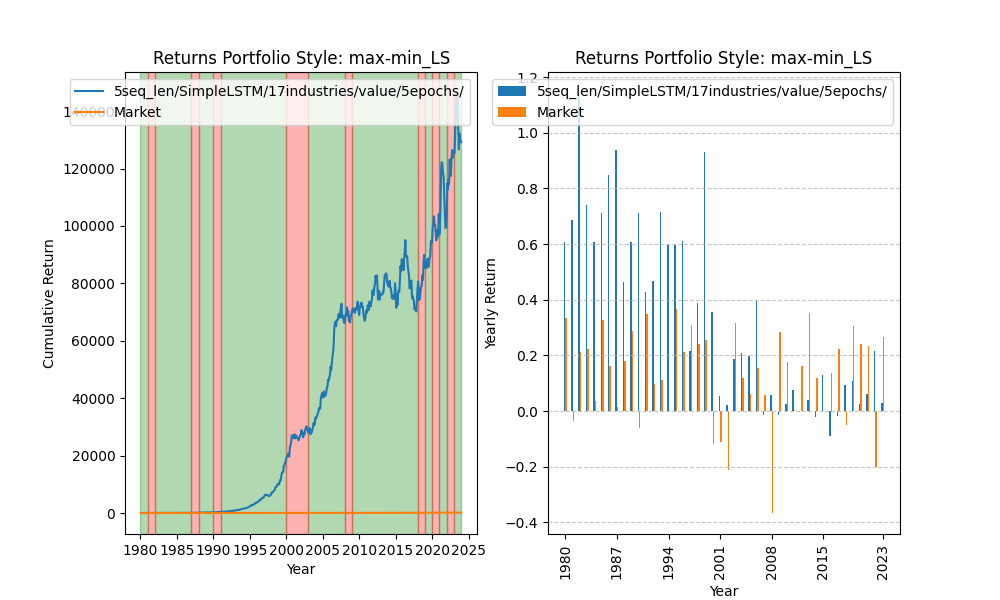 Returns Portfolio Style: max-min_LS
5seq_len/SimpleLSTM/17industries/value/5epochs/
Market
140000
120000
100000
80000
60000
40000
20000
0
Cumulative Return
1980 1985 1990 1995 2000 2005 2010 2015 2020 2025
Year
Returns Portfolio Style: max-min_LS
1.2
5seq_len/SimpleLSTM/17industries/value/5epochs/
Market
1.0
0.8
0.6
0.4
0.2
0.0
−0.2
−0.4
Yearly Return
1980 1987 1994 2001 2008 2015 2023
Year